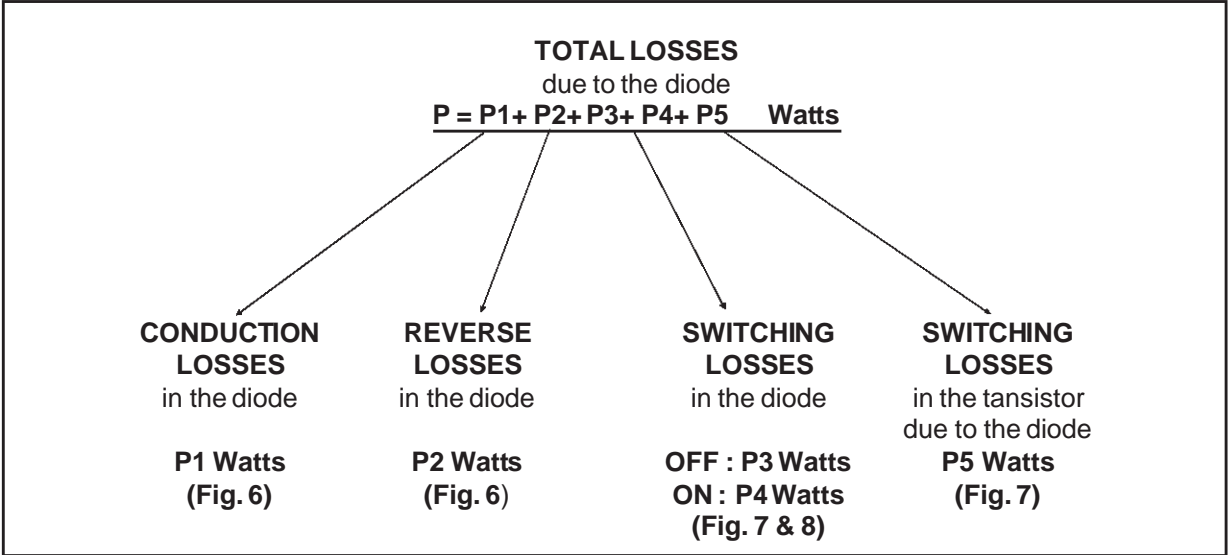 TOTAL LOSSES
due to the diode
P = P1+ P2+ P3+ P4+ P5 Watts
CONDUCTION
LOSSES
in the diode
P1 Watts
(Fig. 6)
REVERSE
LOSSES
in the diode
P2 Watts
(Fig. 6)
SWITCHING
LOSSES
in the diode
OFF : P3 Watts
ON : P4 Watts
(Fig. 7 & 8)
SWITCHING
LOSSES
in the tansistor
due to the diode
P5 Watts
(Fig. 7)